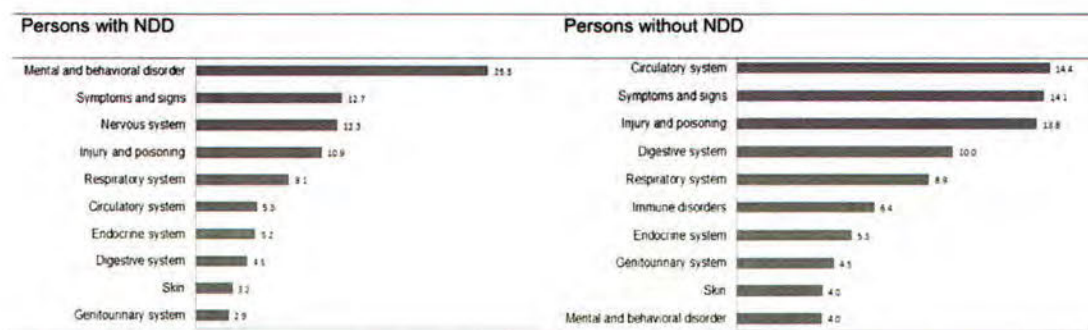 Persons with NDD
Mental and behavioral disorder 25.5
Symptoms and signs 12.7
Nervous system 12.3
Injury and poisoning 10.9
Respiratory system 8.1
Circulatory system 5.3
Endocrine system 5.2
Digestive system 4.5
Skin 3.2
Genitourinary system 2.9
Persons without NDD
Circulatory system 14.4
Symptoms and signs 14.1
Injury and poisoning 13.8
Digestive system 10.0
Respiratory system 8.9
Immune disorders 6.4
Endocrine system 5.3
Genitourinary system 4.5
Skin 4.0
Mental and behavioral disorder 4.0